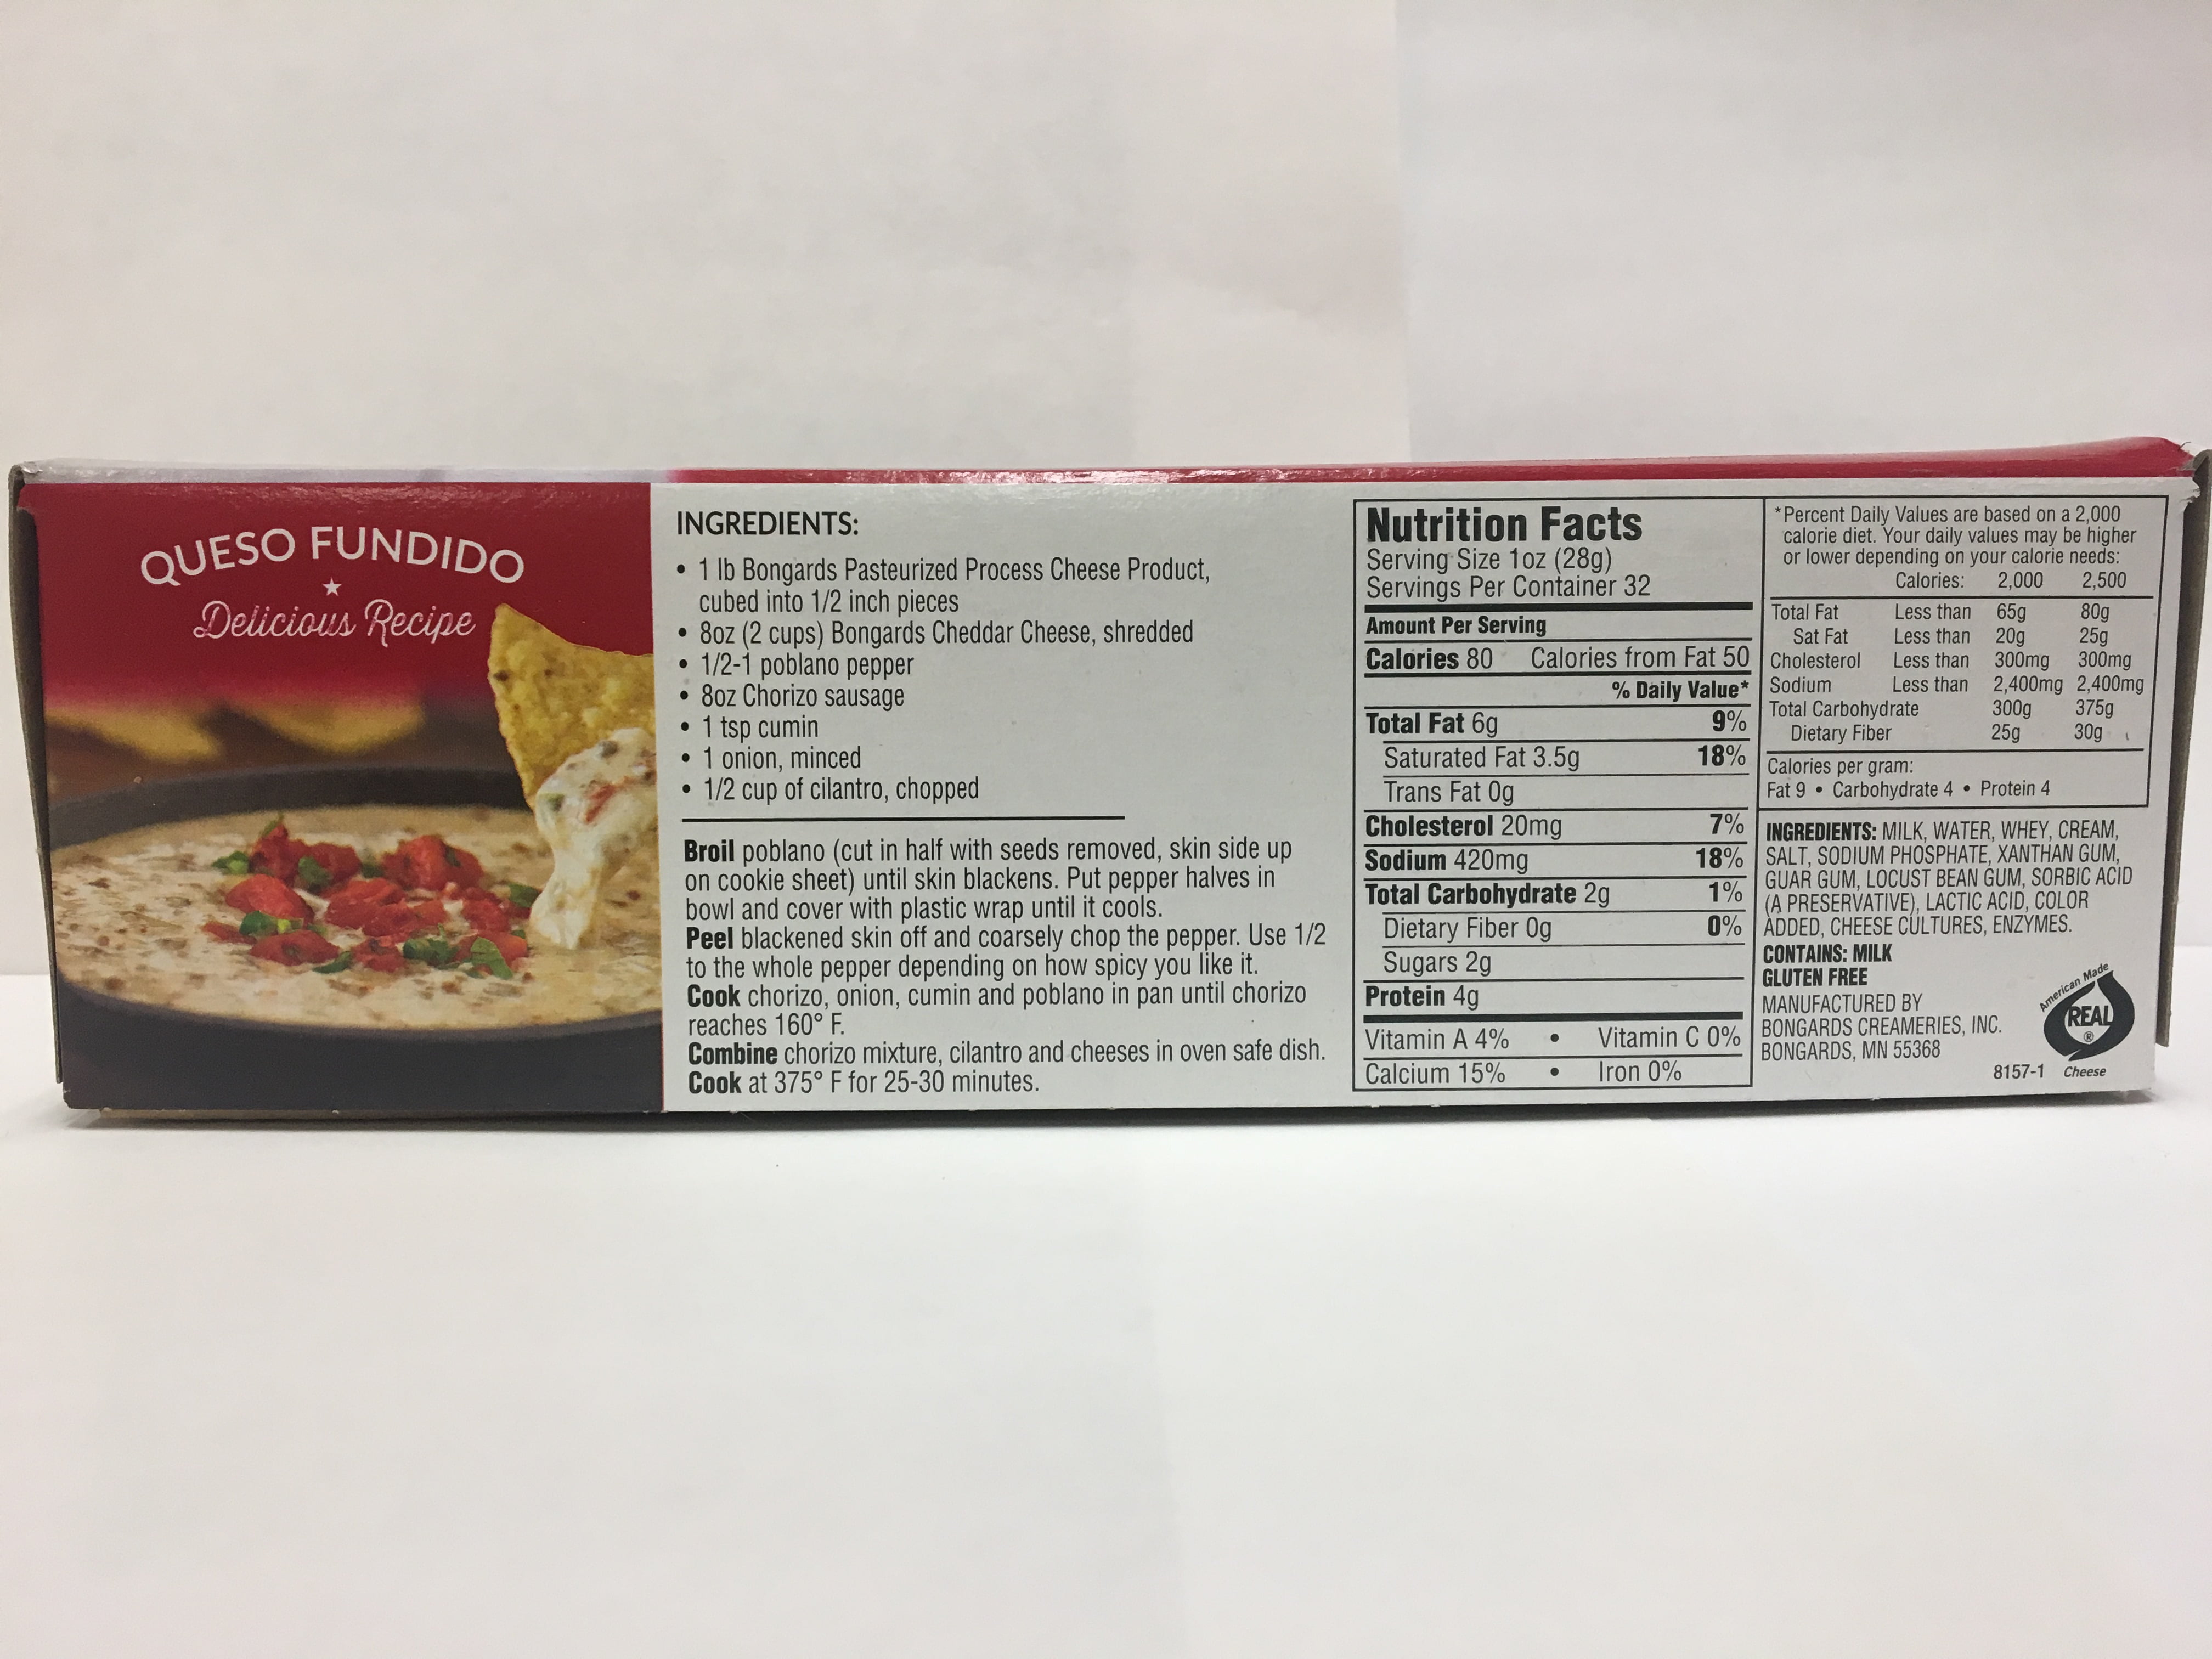 QUESO FUNDIDO
Delicious Recipe
INGREDIENTS:
• 1 lb Bongards Pasteurized Process Cheese Product,
cubed into 1/2 inch pieces
• 8oz (2 cups) Bongards Cheddar Cheese, shredded
• 1/2-1 poblano pepper
• 8oz Chorizo sausage
• 1 tsp cumin
• 1 onion, minced
• 1/2 cup of cilantro, chopped
Broil poblano (cut in half with seeds removed, skin side up
on cookie sheet) until skin blackens. Put pepper halves in
bowl and cover with plastic wrap until it cools.
Peel blackened skin off and coarsely chop the pepper. Use 1/2
to the whole pepper depending on how spicy you like it.
Cook chorizo, onion, cumin and poblano in pan until chorizo
reaches 160° F.
Combine chorizo mixture, cilantro and cheeses in oven safe dish.
Cook at 375° F for 25-30 minutes.
Nutrition Facts
Serving Size 1oz (28g)
Servings Per Container 32
Amount Per Serving
Calories 80 Calories from Fat 50
% Daily Value*
Total Fat 6g 9%
Saturated Fat 3.5g 18%
Trans Fat 0g
Cholesterol 20mg 7%
Sodium 420mg 18%
Total Carbohydrate 2g 1%
Dietary Fiber 0g 0%
Sugars 2g
Protein 4g
Vitamin A 4% • Vitamin C 0%
Calcium 15% • Iron 0%
*Percent Daily Values are based on a 2,000
calorie diet. Your daily values may be higher
or lower depending on your calorie needs:
Calories: 2,000 2,500
Total Fat Less than 65g 80g
Sat Fat Less than 20g 25g
Cholesterol Less than 300mg 300mg
Sodium Less than 2,400mg 2,400mg
Total Carbohydrate 300g 375g
Dietary Fiber 25g 30g
Calories per gram:
Fat 9 • Carbohydrate 4 • Protein 4
INGREDIENTS: MILK, WATER, WHEY, CREAM,
SALT, SODIUM PHOSPHATE, XANTHAN GUM,
GUAR GUM, LOCUST BEAN GUM, SORBIC ACID
(A PRESERVATIVE), LACTIC ACID, COLOR
ADDED, CHEESE CULTURES, ENZYMES.
CONTAINS: MILK
GLUTEN FREE
MANUFACTURED BY
BONGARDS CREAMERIES, INC.
BONGARDS, MN 55368
8157-1
American Made
REAL
®
Cheese